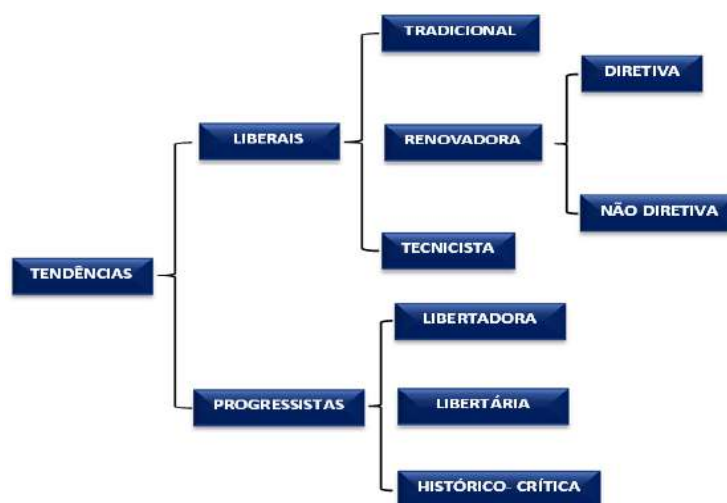 TRADICIONAL
DIRETIVA
LIBERAIS
RENOVADORA
NÃO DIRETIVA
TECNICISTA
TENDÊNCIAS
LIBERTADORA
PROGRESSISTAS
LIBERTÁRIA
HISTÓRICO- CRÍTICA